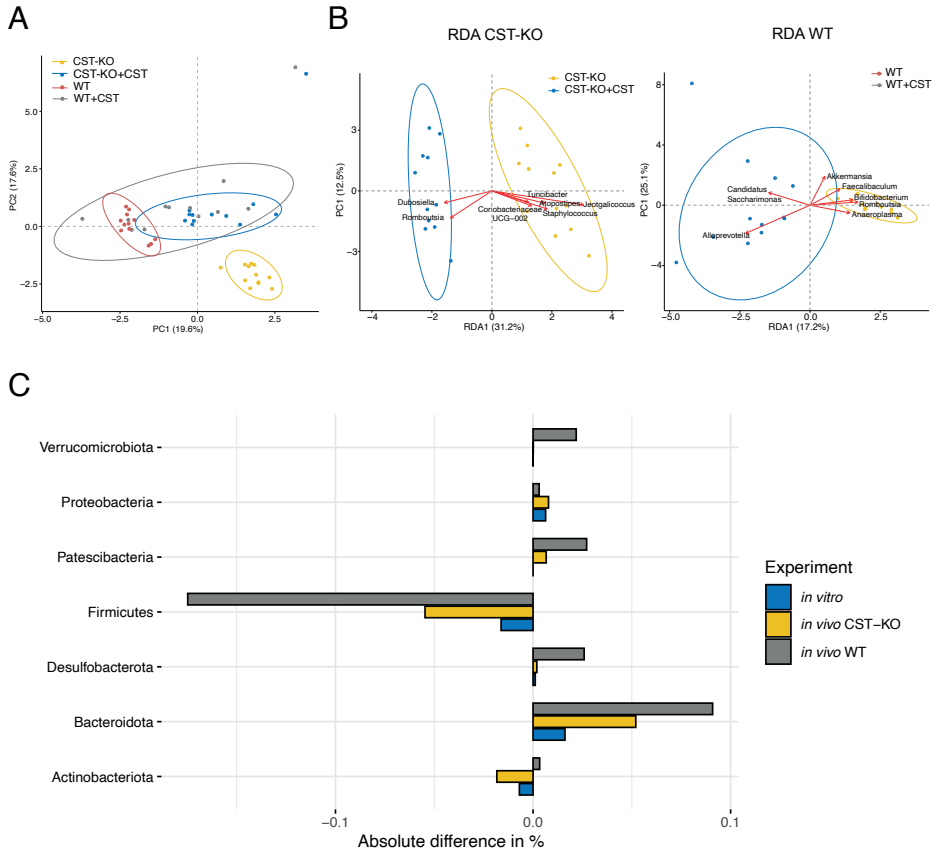 A
CST-KO
CST-KO+CST
WT
WT+CST
5.0
2.5
0.0
−2.5
PC2 (17.6%)
−5.0
−2.5
0.0
2.5
PC1 (19.6%)
B
RDA CST-KO
CST-KO
CST-KO+CST
3
0
−3
PC1 (12.5%)
Turicibacter
Dubosiella
Atopostipes
Jeotgalicoccus
Coriobacteriaceae
Staphylococcus
Romboutsia
UCG−002
−4
−2
0
2
4
RDA1 (31.2%)
RDA WT
WT
WT+CST
8
4
0
−4
PC1 (25.1%)
Akkermansia
Candidatus
Faecalibaculum
Saccharimonas
Bifidobacterium
Romboutsia
Anaeroplasma
Alloprevotella
−5.0
−2.5
0.0
2.5
RDA1 (17.2%)
C
Verrucomicrobiota
Proteobacteria
Patescibacteria
Firmicutes
Desulfobacterota
Bacteroidota
Actinobacteriota
−0.1
0.0
0.1
Absolute difference in %
Experiment
in vitro
in vivo CST−KO
in vivo WT